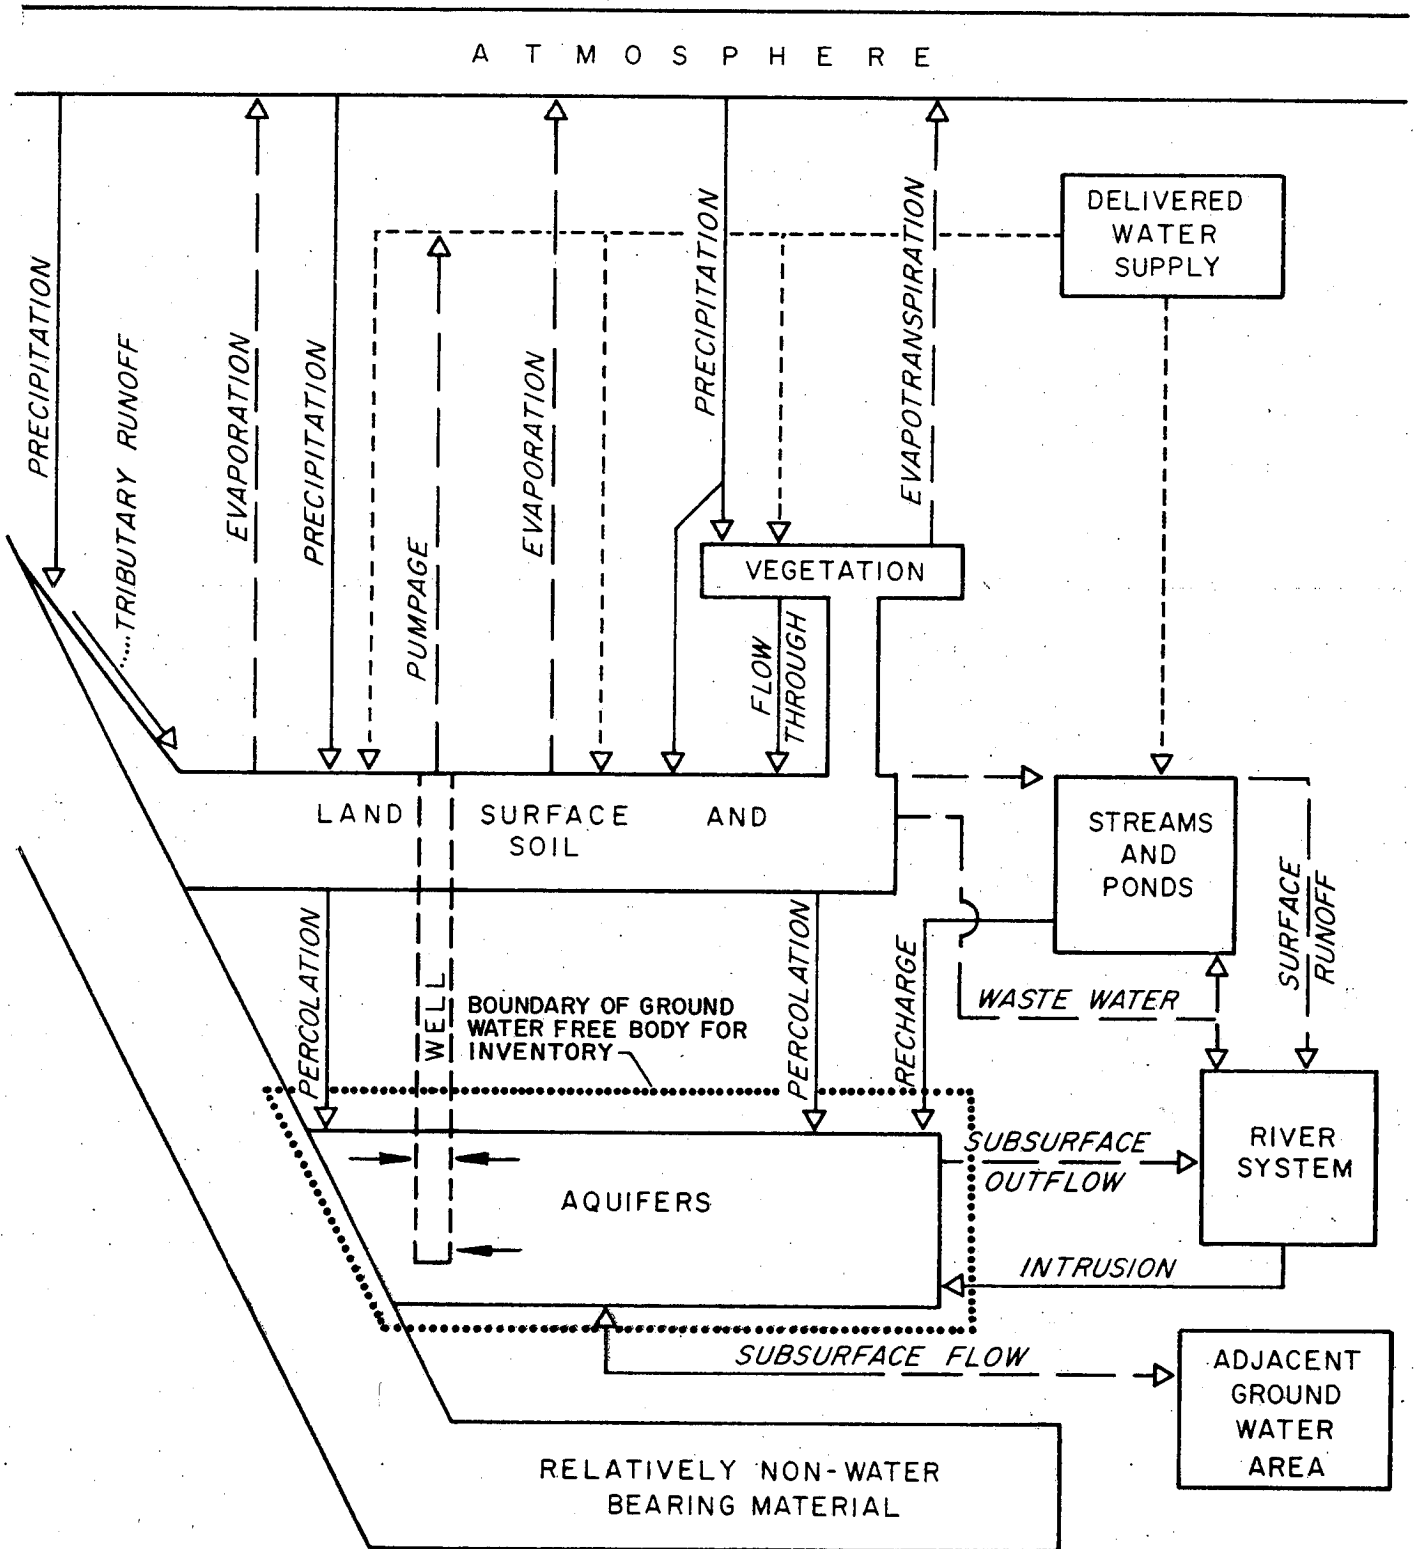 ATMOSPHERE
DELIVERED
WATER
SUPPLY
PRECIPITATION
TRIBUTARY RUNOFF
EVAPORATION
PRECIPITATION
PUMPAGE
EVAPORATION
PRECIPITATION
EVAPOTRANSPIRATION
VEGETATION
FLOW
THROUGH
LAND SURFACE AND
SOIL
STREAMS
AND
PONDS
SURFACE
RUNOFF
PERCOLATION
WELL
BOUNDARY OF GROUND
WATER FREE BODY FOR
INVENTORY
PERCOLATION
RECHARGE
WASTE WATER
RIVER
SYSTEM
SUBSURFACE
OUTFLOW
AQUIFERS
INTRUSION
SUBSURFACE FLOW
ADJACENT
GROUND
WATER
AREA
RELATIVELY NON-WATER
BEARING MATERIAL